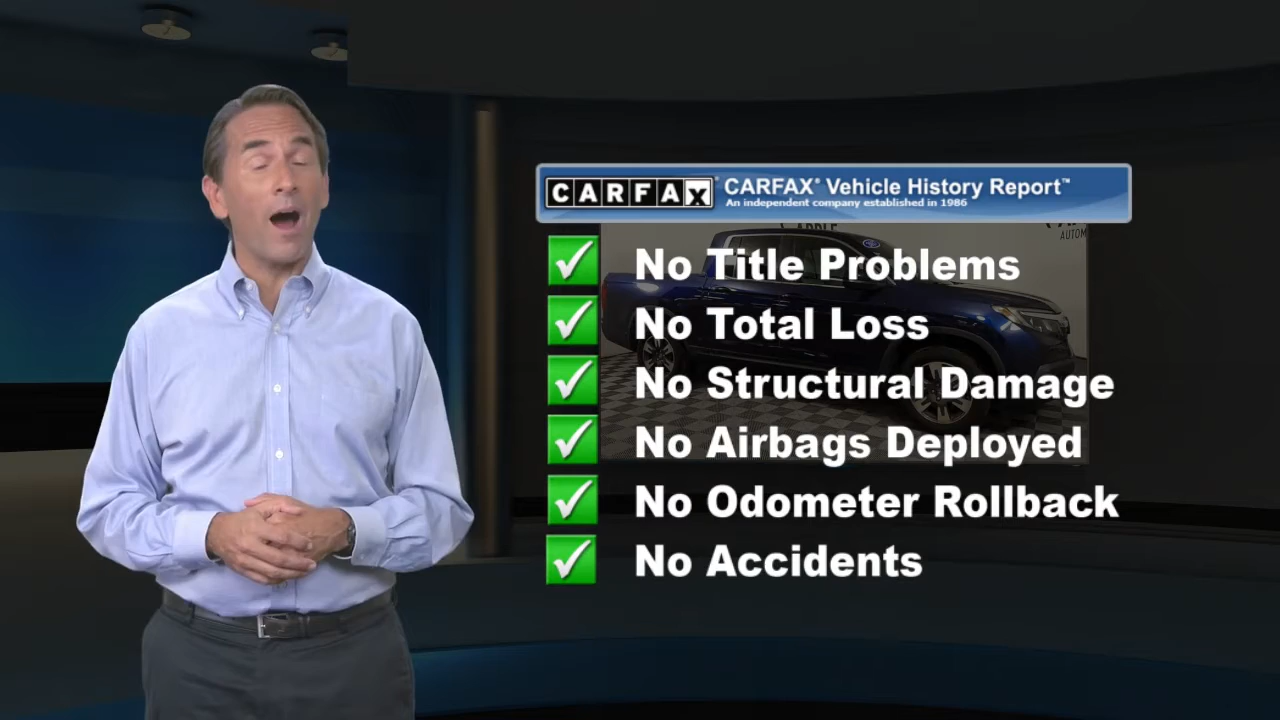 CARFAX® CARFAX® Vehicle History Report™
An independent company established in 1986
AUTOM
No Title Problems
No Total Loss
No Structural Damage
No Airbags Deployed
No Odometer Rollback
No Accidents